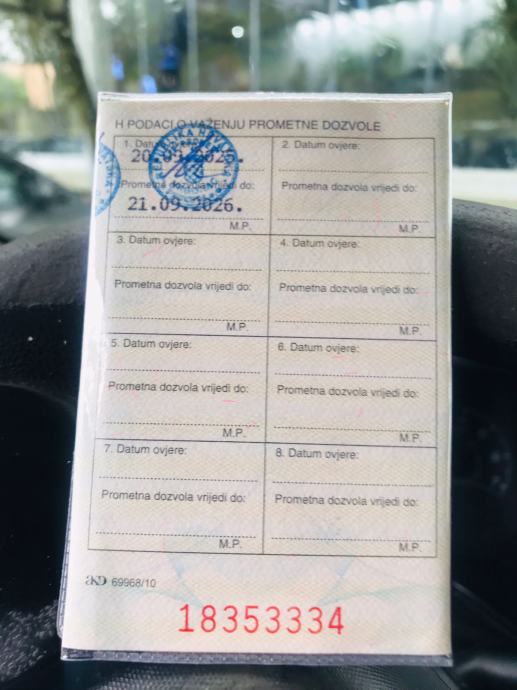 H PODACI O VAŽENJU PROMETNE DOZVOLE
1. Datum ovjere:
20.09.2025.
Prometna dozvola vrijedi do:
21.09.2026.
M.P.
2. Datum ovjere:
Prometna dozvola vrijedi do:
M.P.
3. Datum ovjere:
Prometna dozvola vrijedi do:
M.P.
4. Datum ovjere:
Prometna dozvola vrijedi do:
M.P.
5. Datum ovjere:
Prometna dozvola vrijedi do:
M.P.
6. Datum ovjere:
Prometna dozvola vrijedi do:
M.P.
7. Datum ovjere:
Prometna dozvola vrijedi do:
M.P.
8. Datum ovjere:
Prometna dozvola vrijedi do:
M.P.
AKD 69968/10
18353334